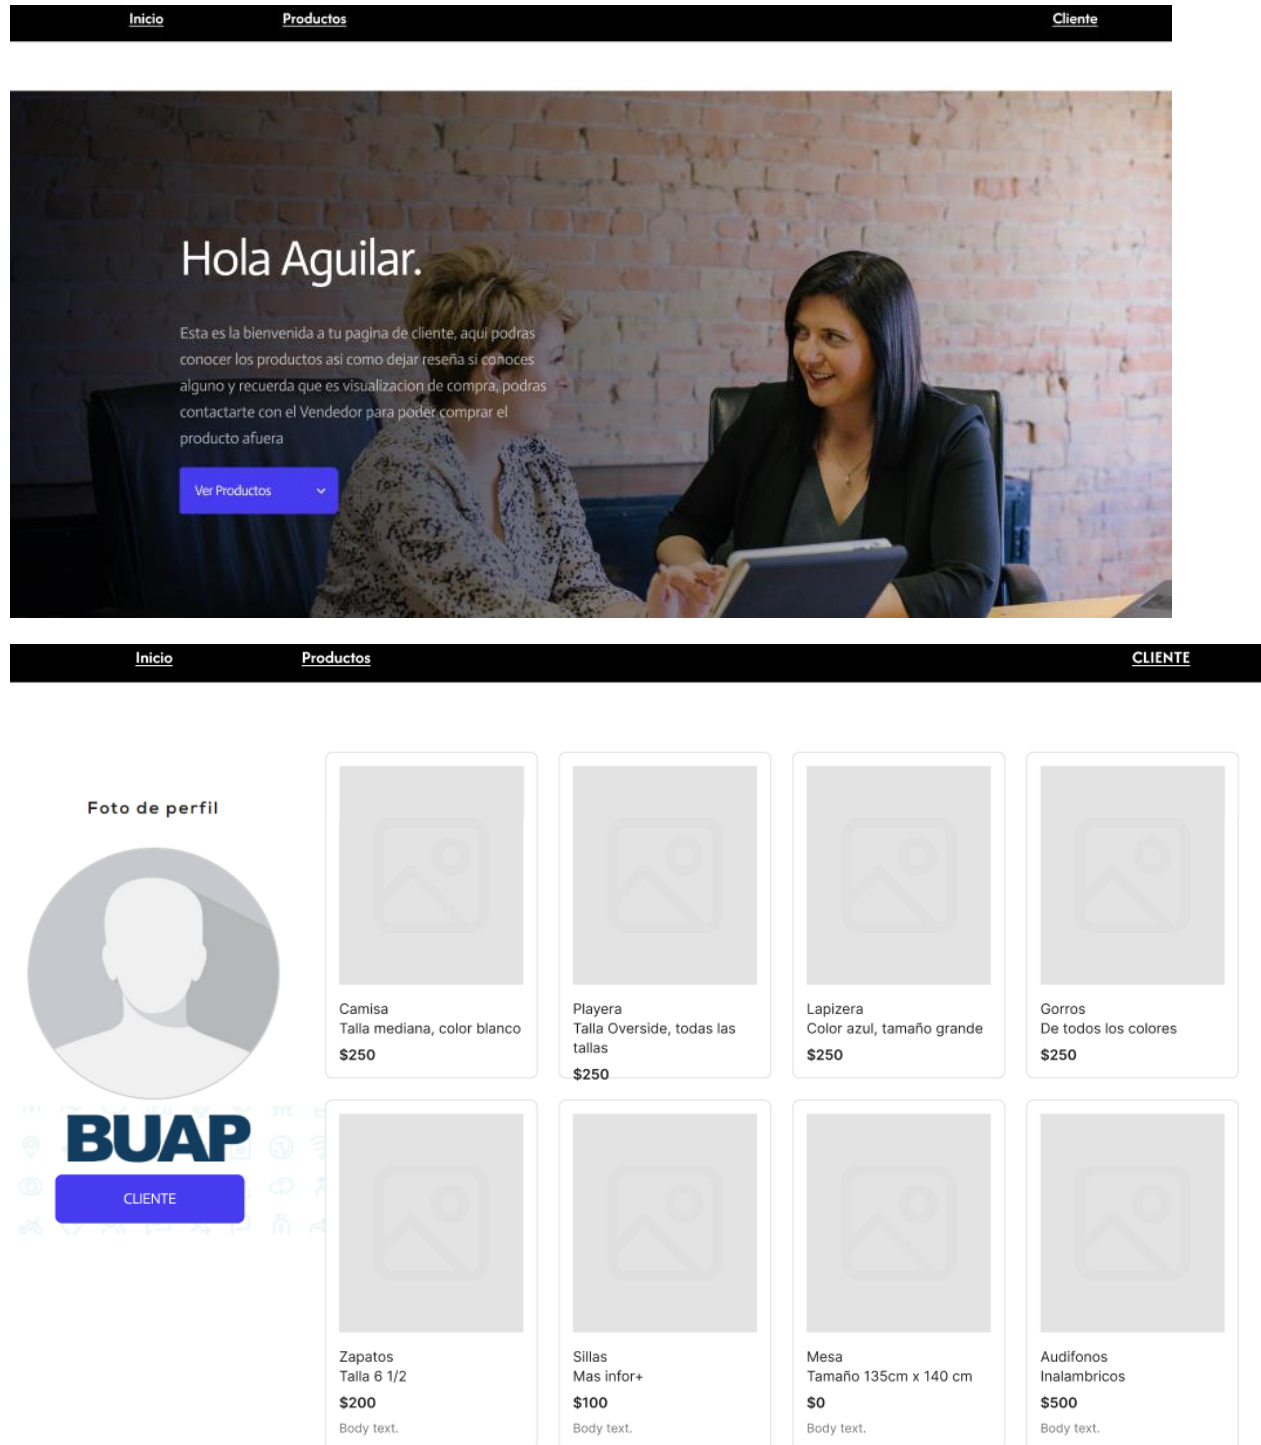 Inicio Productos Cliente
Hola Aguilar.
Esta es la bienvenida a tu pagina de cliente, aqui podras
conocer los productos asi como dejar reseña si conoces
alguno y recuerda que es visualizacion de compra, podras
contactarte con el Vendedor para poder comprar el
producto afuera
Ver Productos
Inicio Productos CLIENTE
Foto de perfil
BUAP
CLIENTE
Camisa
Talla mediana, color blanco
$250
Playera
Talla Overside, todas las
tallas
$250
Lapizera
Color azul, tamaño grande
$250
Gorros
De todos los colores
$250
Zapatos
Talla 6 1/2
$200
Body text.
Sillas
Mas infor+
$100
Body text.
Mesa
Tamaño 135cm x 140 cm
$0
Body text.
Audifonos
Inalambricos
$500
Body text.